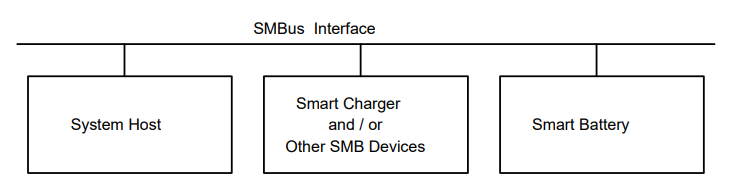 SMBus Interface
System Host
Smart Charger
and / or
Other SMB Devices
Smart Battery